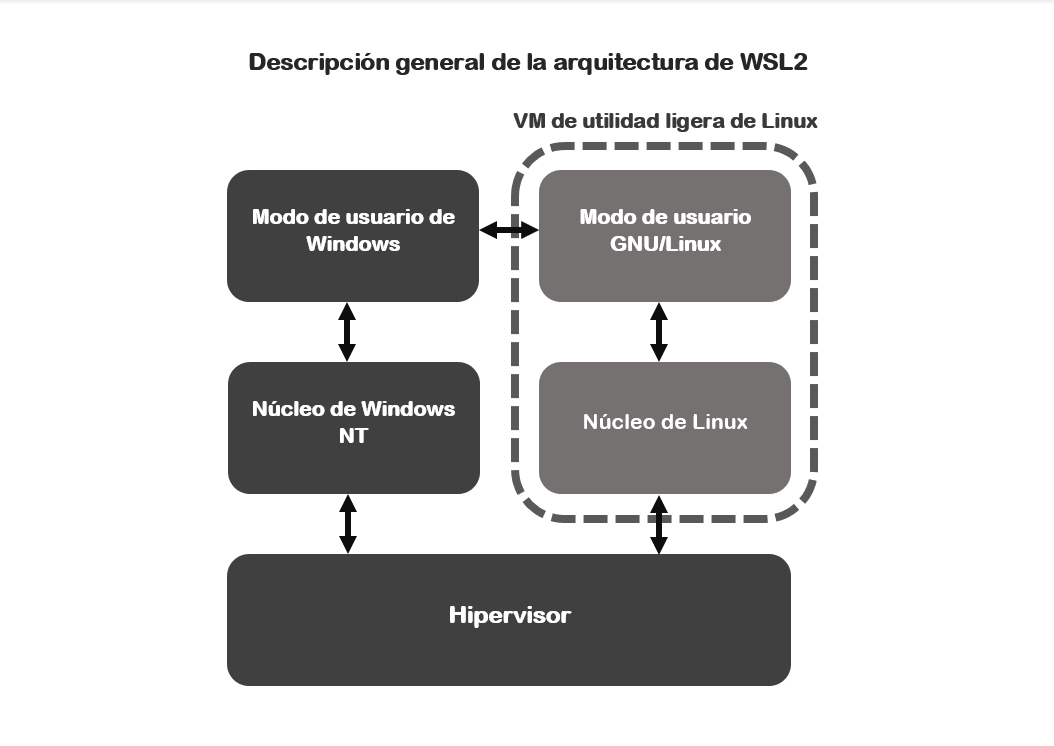 Descripción general de la arquitectura de WSL2
VM de utilidad ligera de Linux
Modo de usuario de
Windows
Modo de usuario
GNU/Linux
Núcleo de Windows
NT
Núcleo de Linux
Hipervisor